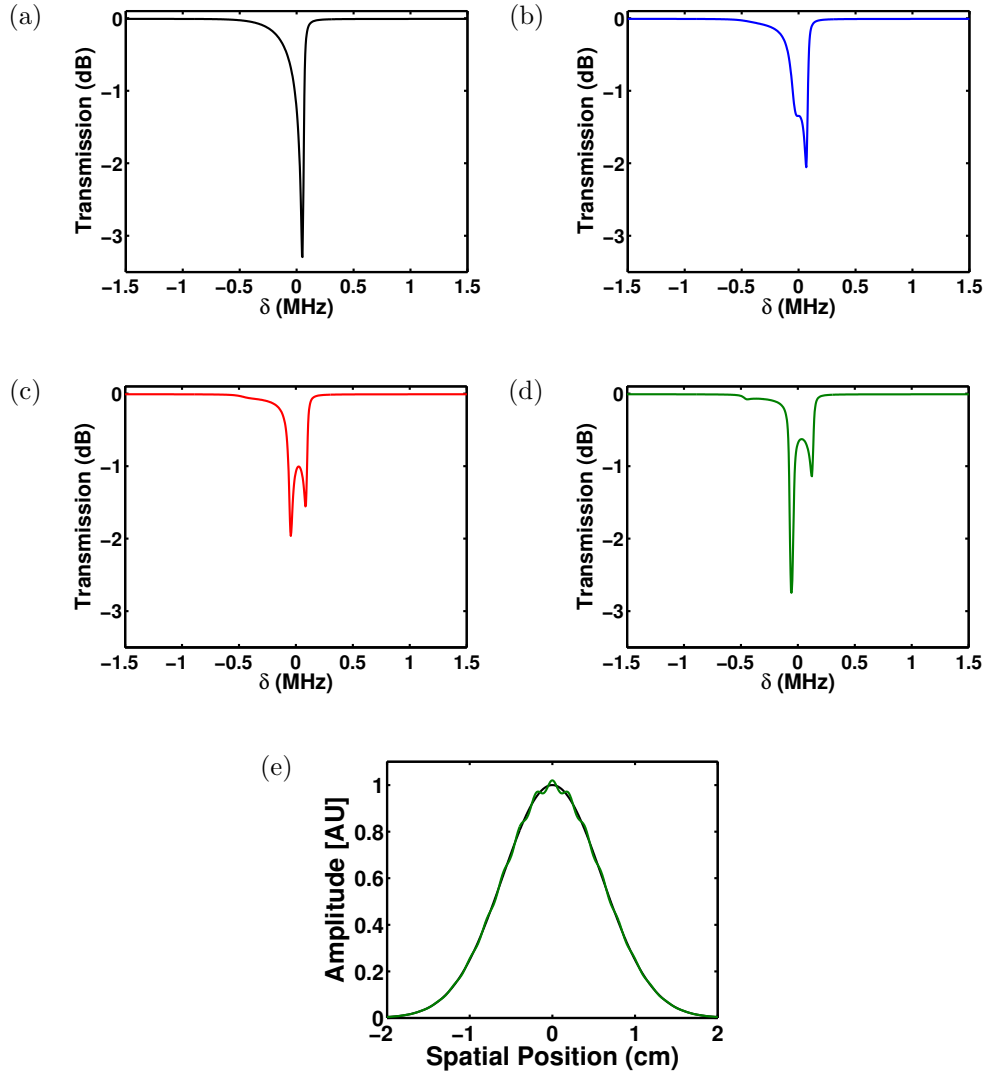 (a)
0
−1
−2
−3
Transmission (dB)
−1.5 −1 −0.5 0 0.5 1 1.5
δ (MHz)
(b)
0
−1
−2
−3
Transmission (dB)
−1.5 −1 −0.5 0 0.5 1 1.5
δ (MHz)
(c)
0
−1
−2
−3
Transmission (dB)
−1.5 −1 −0.5 0 0.5 1 1.5
δ (MHz)
(d)
0
−1
−2
−3
Transmission (dB)
−1.5 −1 −0.5 0 0.5 1 1.5
δ (MHz)
(e)
1
0.8
0.6
0.4
0.2
0
Amplitude [AU]
−2 −1 0 1 2
Spatial Position (cm)